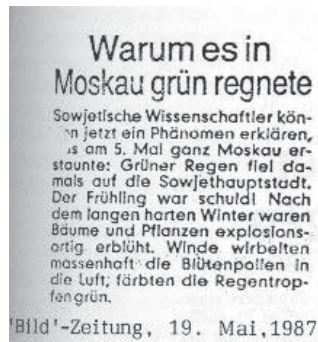 Warum es in
Moskau grün regnete
Sowjetische Wissenschaftler kön-
jetzt ein Phänomen erklären,
am 5. Mai ganz Moskau er-
staunte: Grüner Regen fiel da-
mals auf die Sowjethauptstadt.
Der Frühling war schuld! Nach
dem langen harten Winter waren
Bäume und Pflanzen explosions-
artig erblüht. Winde wirbelten
massenhaft die Blütenpollen in
die Luft; färbten die Regentrop-
fen grün.
'Bild'-Zeitung, 19. Mai,1987